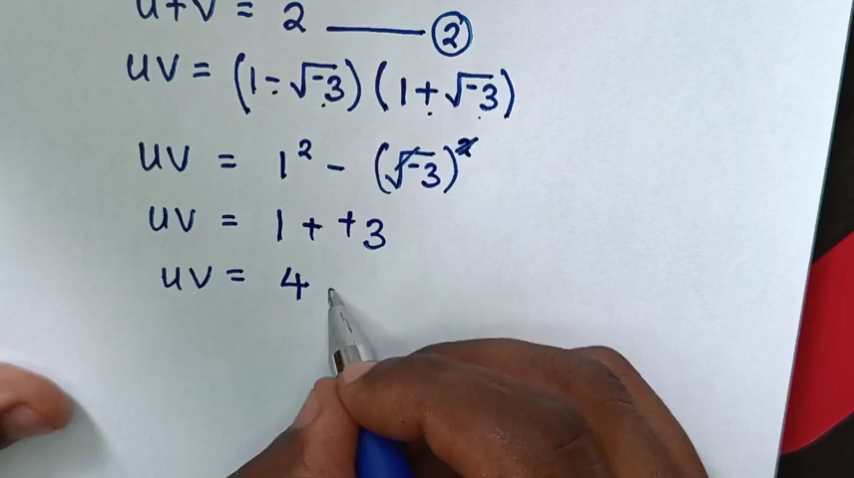 u+v = 2 ——— ②
uv = (1-√-3)(1+√-3)
uv = 1² - (√-3)²
uv = 1 + +3
uv = 4